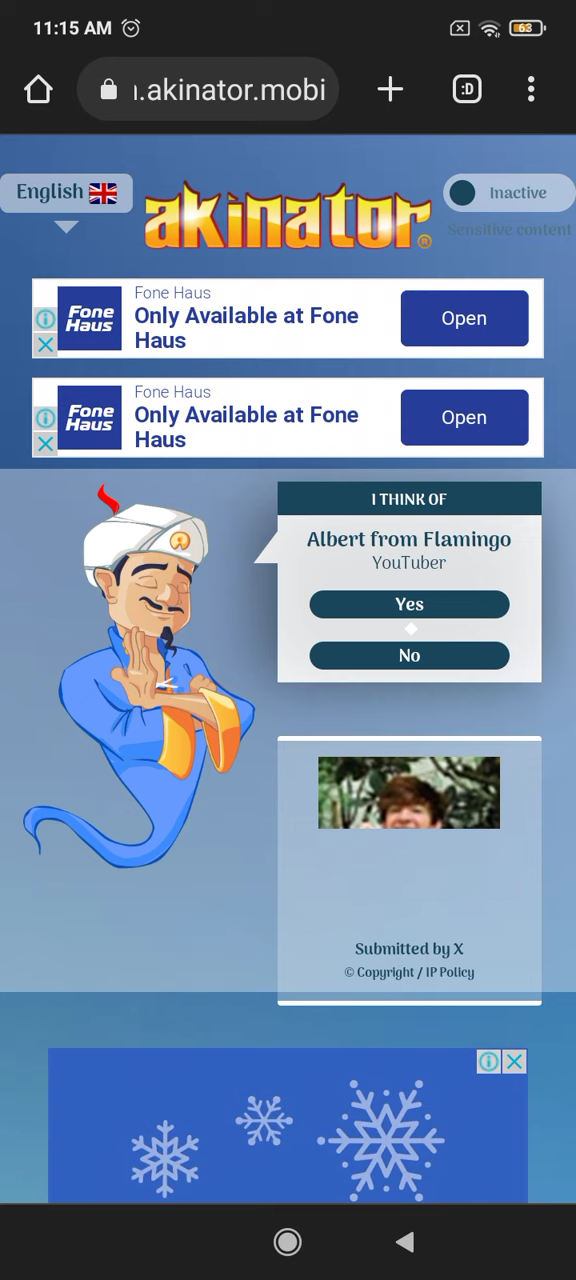 11:15 AM
63
.akinator.mobi
:D
English
akinator®
Inactive
Sensitive content
Fone Haus
Fone
Haus
Only Available at Fone
Haus
Open
Fone Haus
Fone
Haus
Only Available at Fone
Haus
Open
I THINK OF
Albert from Flamingo
YouTuber
Yes
No
Submitted by X
© Copyright / IP Policy